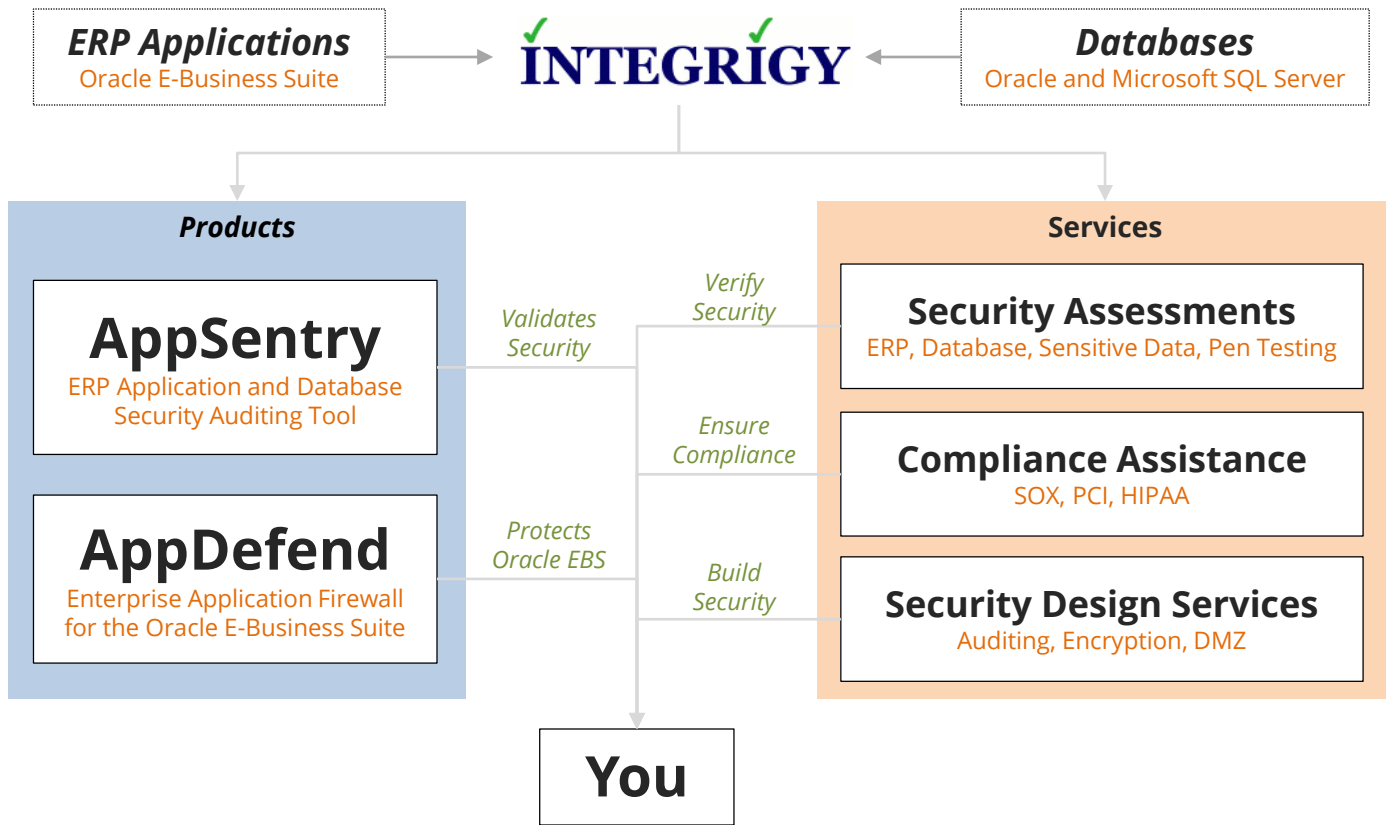 ERP Applications
Oracle E-Business Suite
INTEGRIGY
Databases
Oracle and Microsoft SQL Server
Products
AppSentry
ERP Application and Database
Security Auditing Tool
AppDefend
Enterprise Application Firewall
for the Oracle E-Business Suite
Validates
Security
Protects
Oracle EBS
Verify
Security
Ensure
Compliance
Build
Security
Services
Security Assessments
ERP, Database, Sensitive Data, Pen Testing
Compliance Assistance
SOX, PCI, HIPAA
Security Design Services
Auditing, Encryption, DMZ
You